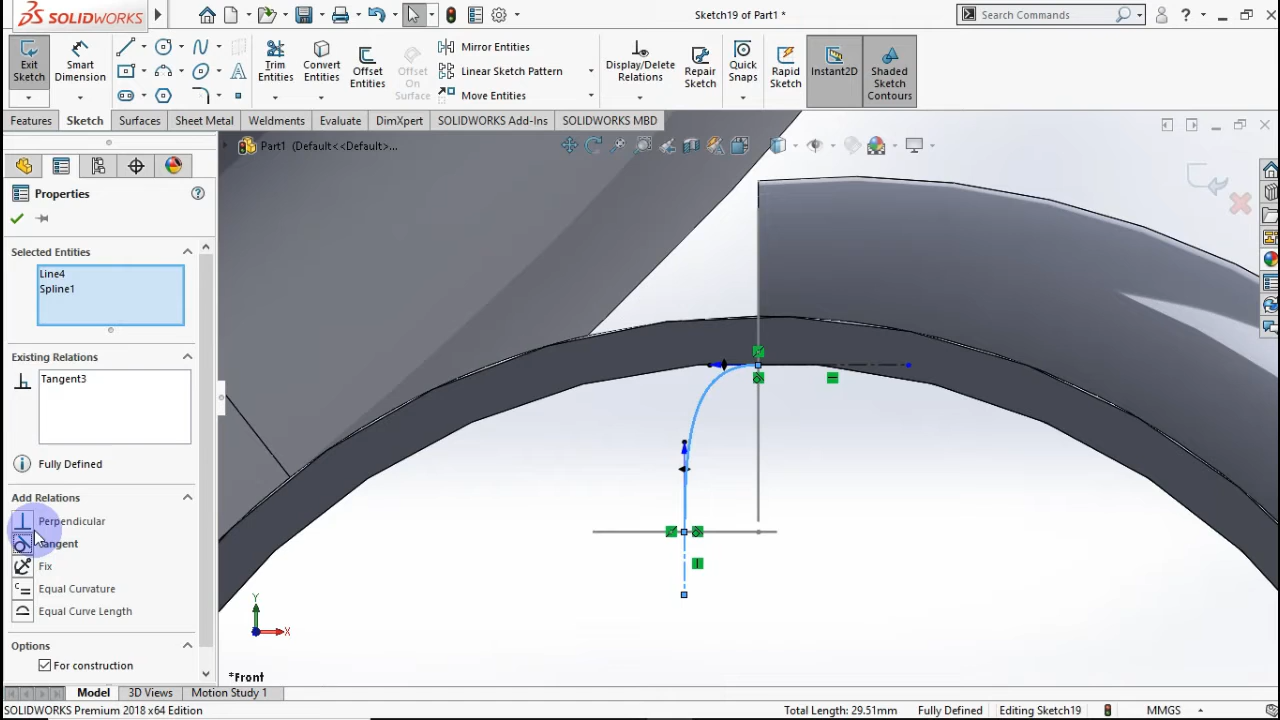 SOLIDWORKS
Sketch19 of Part1 *
Search Commands
?
Exit Sketch
Smart Dimension
Trim Entities
Convert Entities
Offset Entities
Offset On Surface
Mirror Entities
Linear Sketch Pattern
Move Entities
Display/Delete Relations
Repair Sketch
Quick Snaps
Rapid Sketch
Instant2D
Shaded Sketch Contours
Features
Sketch
Surfaces
Sheet Metal
Weldments
Evaluate
DimXpert
SOLIDWORKS Add-Ins
SOLIDWORKS MBD
Part1 (Default<<Default>...
Properties
?
Selected Entities
Line4
Spline1
Existing Relations
Tangent3
Fully Defined
Add Relations
Perpendicular
Tangent
Fix
Equal Curvature
Equal Curve Length
Options
For construction
Y
X
*Front
Model
3D Views
Motion Study 1
SOLIDWORKS Premium 2018 x64 Edition
Total Length: 29.51mm
Fully Defined
Editing Sketch19
MMGS